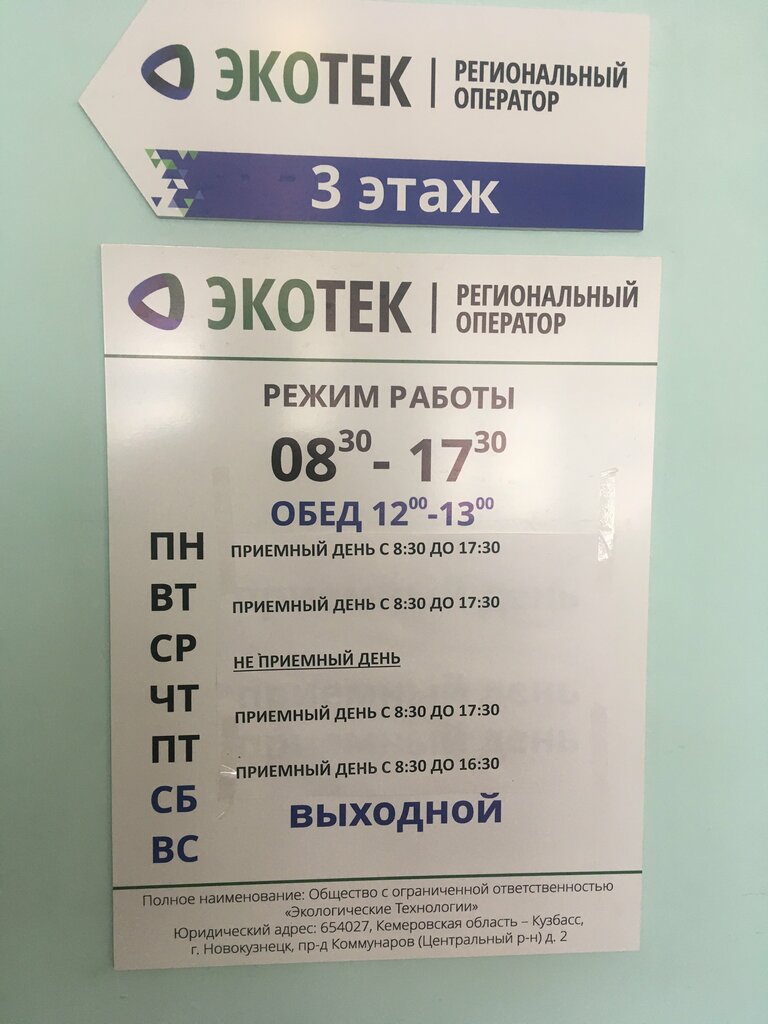 ЭКОТЕК | РЕГИОНАЛЬНЫЙ
ОПЕРАТОР
3 этаж
ЭКОТЕК | РЕГИОНАЛЬНЫЙ
ОПЕРАТОР
РЕЖИМ РАБОТЫ
08³⁰- 17³⁰
ОБЕД 12⁰⁰-13⁰⁰
ПН ПРИЕМНЫЙ ДЕНЬ С 8:30 ДО 17:30
ВТ ПРИЕМНЫЙ ДЕНЬ С 8:30 ДО 17:30
СР НЕ ПРИЕМНЫЙ ДЕНЬ
ЧТ ПРИЕМНЫЙ ДЕНЬ С 8:30 ДО 17:30
ПТ ПРИЕМНЫЙ ДЕНЬ С 8:30 ДО 16:30
СБ ВЫХОДНОЙ
ВС
Полное наименование: Общество с ограниченной ответственностью
«Экологические Технологии»
Юридический адрес: 654027, Кемеровская область – Кузбасс,
г. Новокузнецк, пр-д Коммунаров (Центральный р-н) д. 2